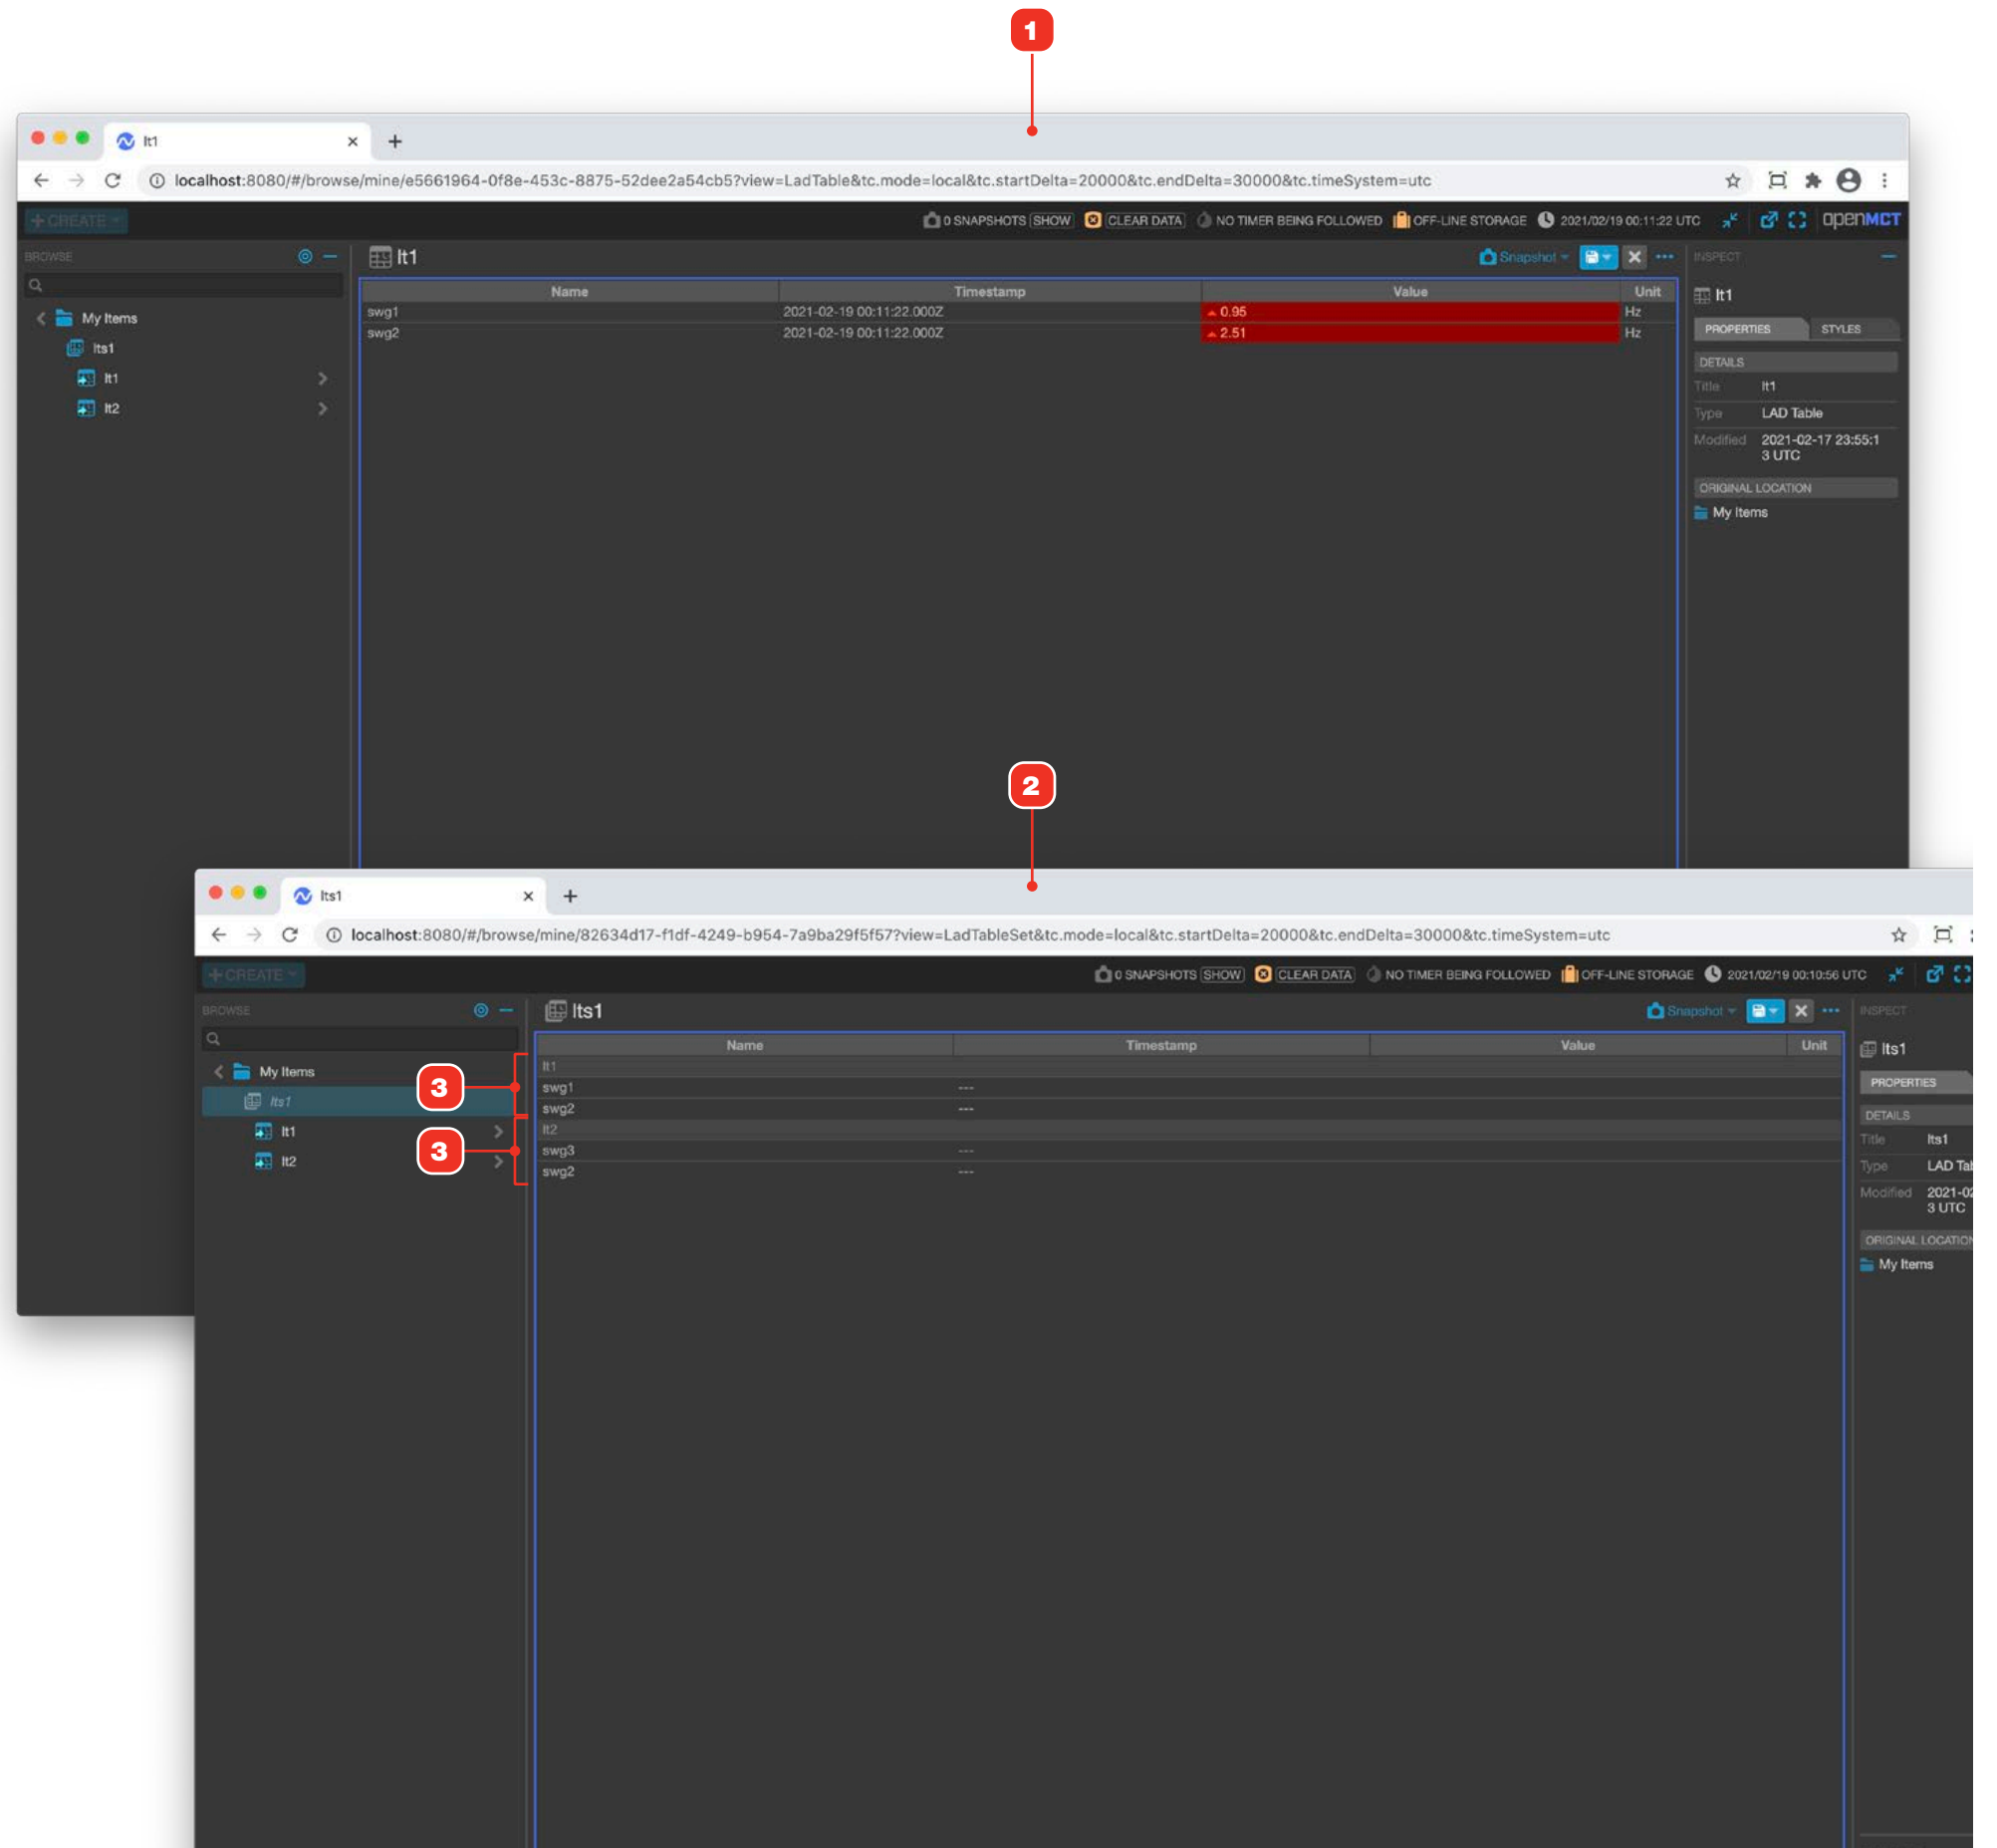 1
lt1
localhost:8080/#/browse/mine/e5661964-0f8e-453c-8875-52dee2a54cb5?view=LadTable&tc.mode=local&tc.startDelta=20000&tc.endDelta=30000&tc.timeSystem=utc
+ CREATE
0 SNAPSHOTS SHOW CLEAR DATA NO TIMER BEING FOLLOWED OFF-LINE STORAGE 2021/02/19 00:11:22 UTC openMCT
BROWSE
lt1
Snapshot
INSPECT
My Items
lts1
lt1
lt2
Name Timestamp Value Unit
swg1 2021-02-19 00:11:22.000Z 0.95 Hz
swg2 2021-02-19 00:11:22.000Z 2.51 Hz
lt1
PROPERTIES STYLES
DETAILS
Title lt1
Type LAD Table
Modified 2021-02-17 23:55:1
3 UTC
ORIGINAL LOCATION
My Items
2
lts1
localhost:8080/#/browse/mine/82634d17-f1df-4249-b954-7a9ba29f5f57?view=LadTableSet&tc.mode=local&tc.startDelta=20000&tc.endDelta=30000&tc.timeSystem=utc
+ CREATE
0 SNAPSHOTS SHOW CLEAR DATA NO TIMER BEING FOLLOWED OFF-LINE STORAGE 2021/02/19 00:10:56 UTC
BROWSE
lts1
Snapshot
INSPECT
My Items
lts1
lt1
lt2
3
3
Name Timestamp Value Unit
lt1
swg1 ---
swg2 ---
lt2
swg3 ---
swg2 ---
lts1
PROPERTIES
DETAILS
Title lts1
Type LAD Tab
Modified 2021-02
3 UTC
ORIGINAL LOCATION
My Items